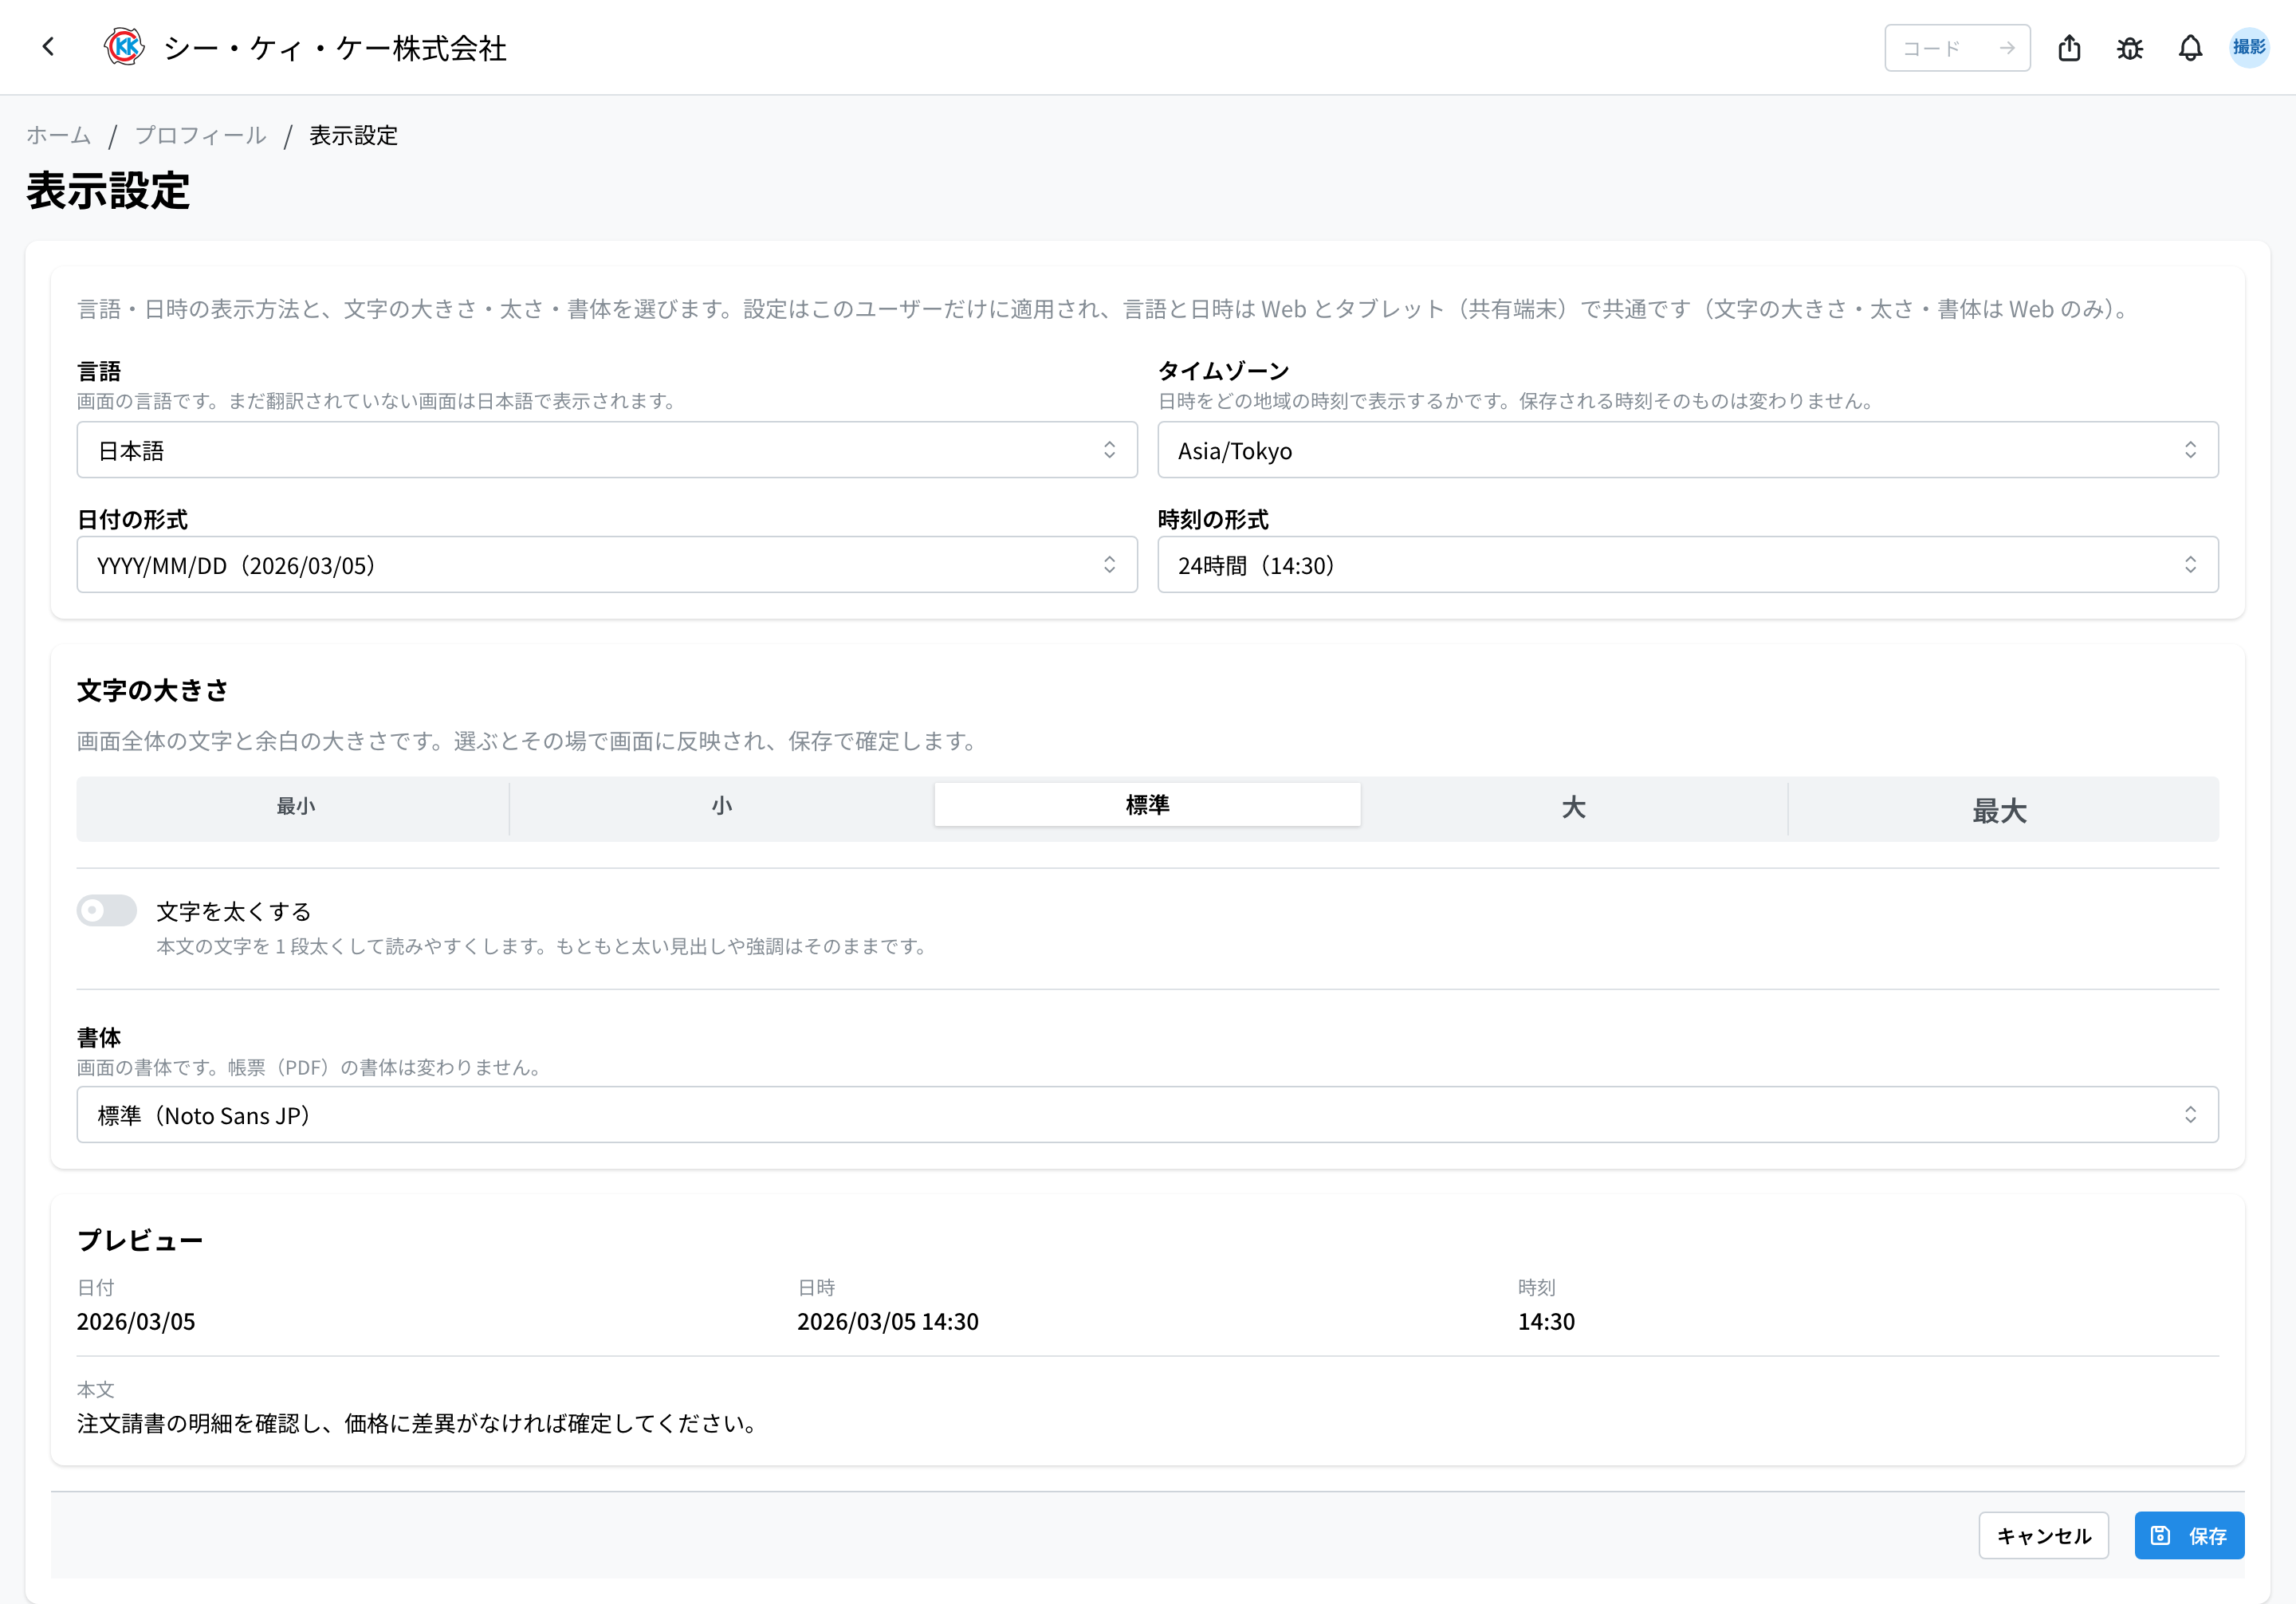 CKK シー・ケィ・ケー株式会社
コード
撮影
ホーム / プロフィール / 表示設定
表示設定
言語・日時の表示方法と、文字の大きさ・太さ・書体を選びます。設定はこのユーザーだけに適用され、言語と日時は Web とタブレット（共有端末）で共通です（文字の大きさ・太さ・書体は Web のみ）。
言語
画面の言語です。まだ翻訳されていない画面は日本語で表示されます。
日本語
タイムゾーン
日時をどの地域の時刻で表示するかです。保存される時刻そのものは変わりません。
Asia/Tokyo
日付の形式
YYYY/MM/DD（2026/03/05）
時刻の形式
24時間（14:30）
文字の大きさ
画面全体の文字と余白の大きさです。選ぶとその場で画面に反映され、保存で確定します。
最小 小 標準 大 最大
文字を太くする
本文の文字を 1 段太くして読みやすくします。もともと太い見出しや強調はそのままです。
書体
画面の書体です。帳票（PDF）の書体は変わりません。
標準（Noto Sans JP）
プレビュー
日付
2026/03/05
日時
2026/03/05 14:30
時刻
14:30
本文
注文請書の明細を確認し、価格に差異がなければ確定してください。
キャンセル 保存